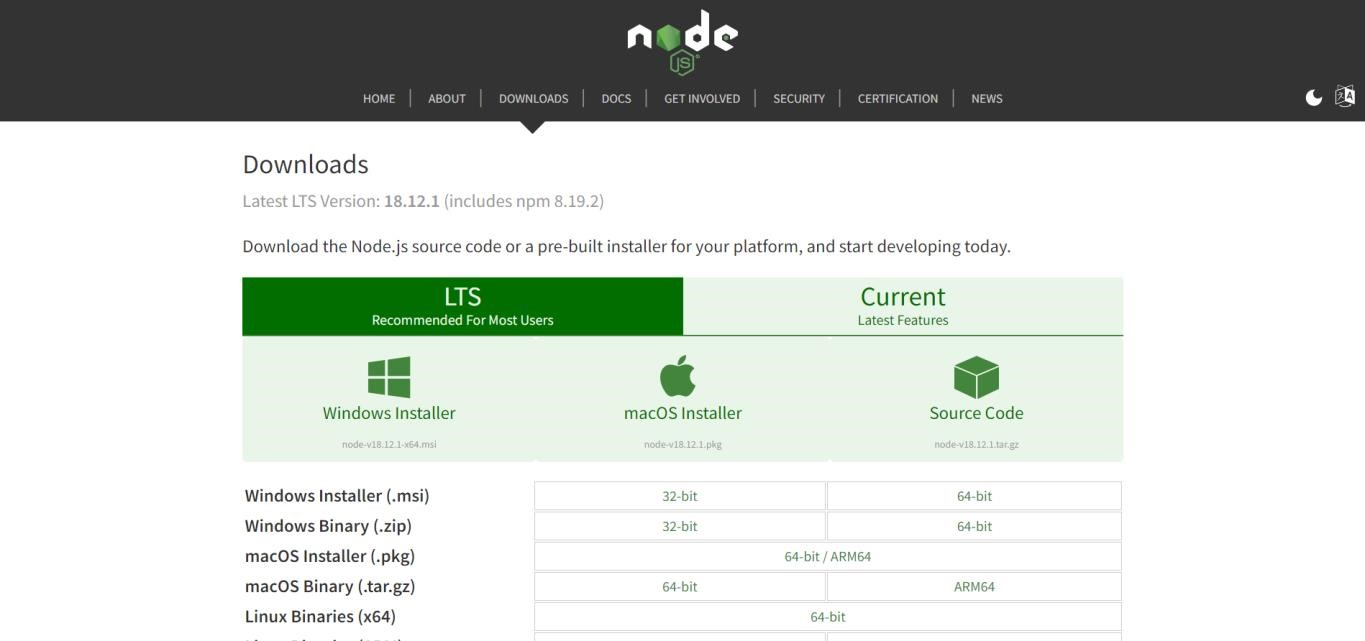 node
JS
HOME | ABOUT | DOWNLOADS | DOCS | GET INVOLVED | SECURITY | CERTIFICATION | NEWS
Downloads
Latest LTS Version: 18.12.1 (includes npm 8.19.2)
Download the Node.js source code or a pre-built installer for your platform, and start developing today.
LTS
Recommended For Most Users
Current
Latest Features
Windows Installer
node-v18.12.1-x64.msi
macOS Installer
node-v18.12.1.pkg
Source Code
node-v18.12.1.tar.gz
Windows Installer (.msi) 32-bit 64-bit
Windows Binary (.zip) 32-bit 64-bit
macOS Installer (.pkg) 64-bit / ARM64
macOS Binary (.tar.gz) 64-bit ARM64
Linux Binaries (x64) 64-bit